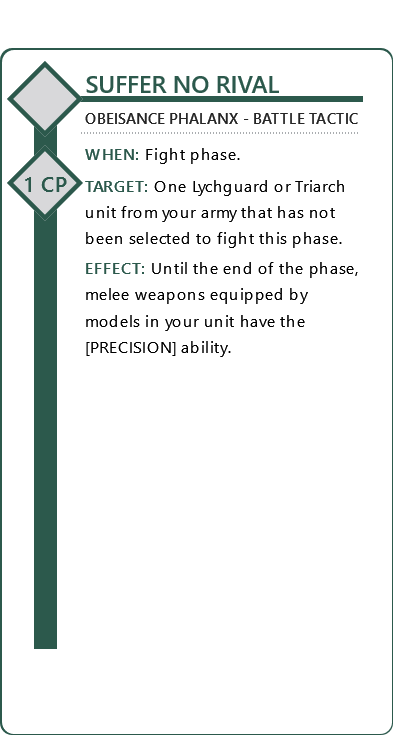 SUFFER NO RIVAL
OBEISANCE PHALANX - BATTLE TACTIC
WHEN: Fight phase.
1 CP
TARGET: One Lychguard or Triarch
unit from your army that has not
been selected to fight this phase.
EFFECT: Until the end of the phase,
melee weapons equipped by
models in your unit have the
[PRECISION] ability.